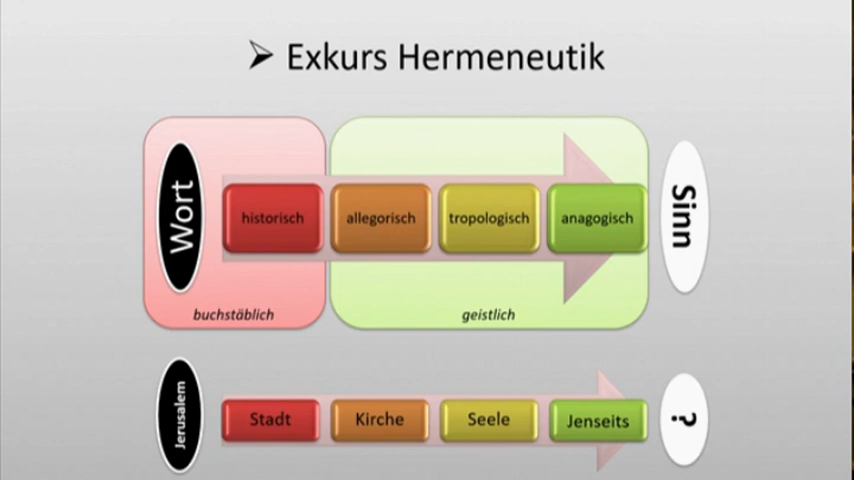 ➢ Exkurs Hermeneutik
Wort
historisch
allegorisch
tropologisch
anagogisch
Sinn
buchstäblich
geistlich
Jerusalem
Stadt
Kirche
Seele
Jenseits
?